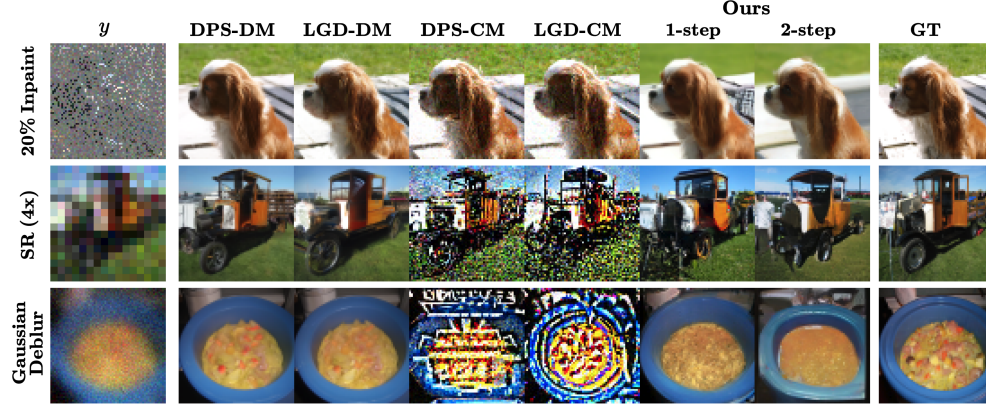 Ours
y DPS-DM LGD-DM DPS-CM LGD-CM 1-step 2-step GT
20% Inpaint
SR (4x)
Gaussian
Deblur